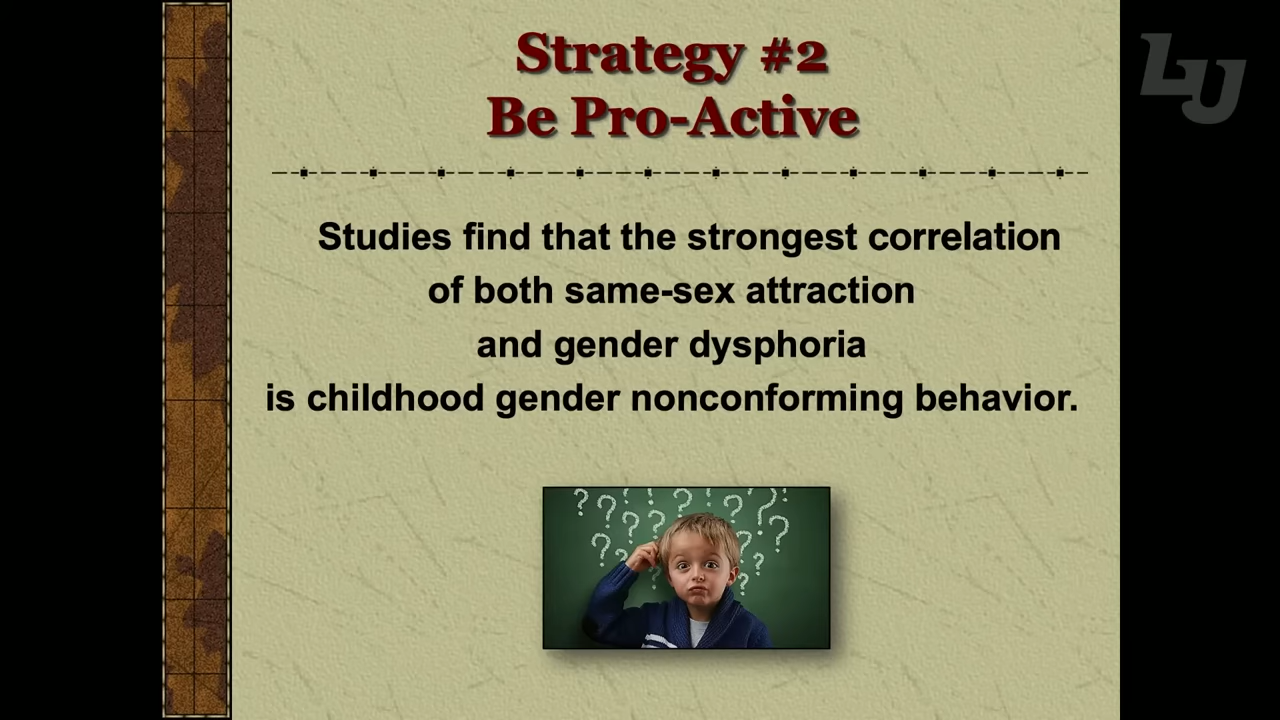 Strategy #2
Be Pro-Active
LU
Studies find that the strongest correlation
of both same-sex attraction
and gender dysphoria
is childhood gender nonconforming behavior.
? ? ? ? ? ? ? ? ? ? ? ? ? ?